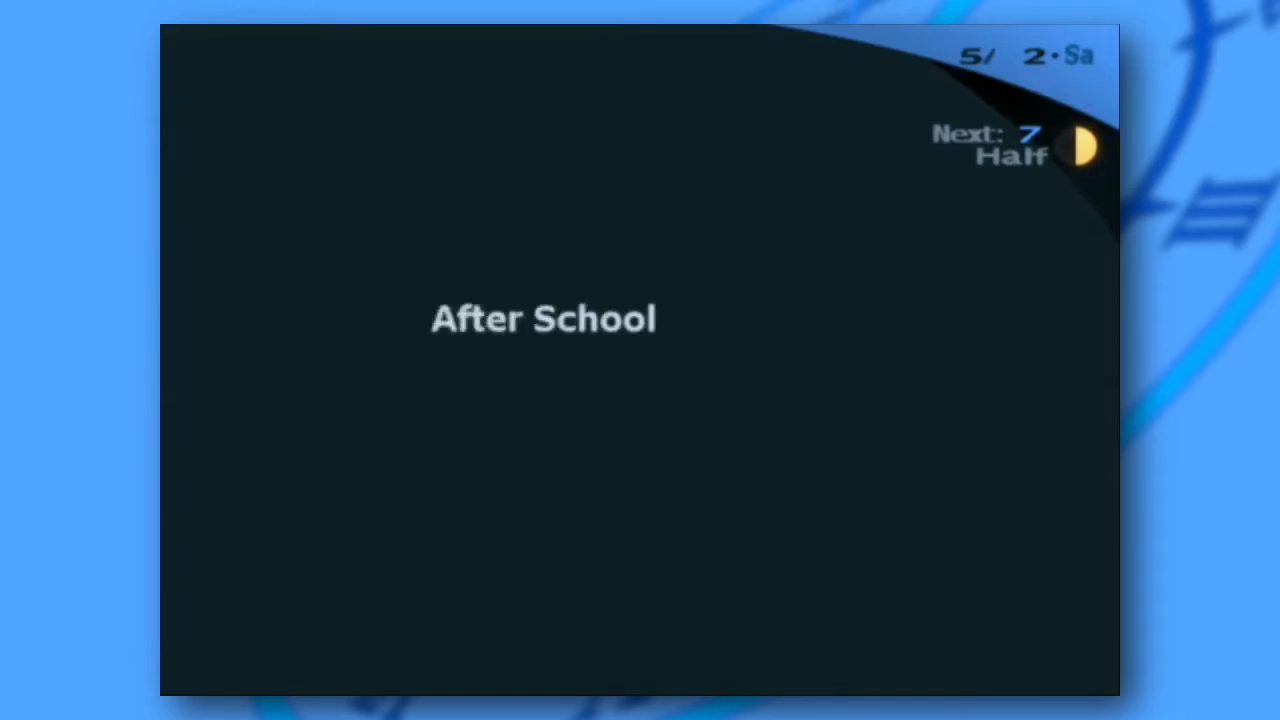 5/ 2・Sa
Next: 7
Half
After School